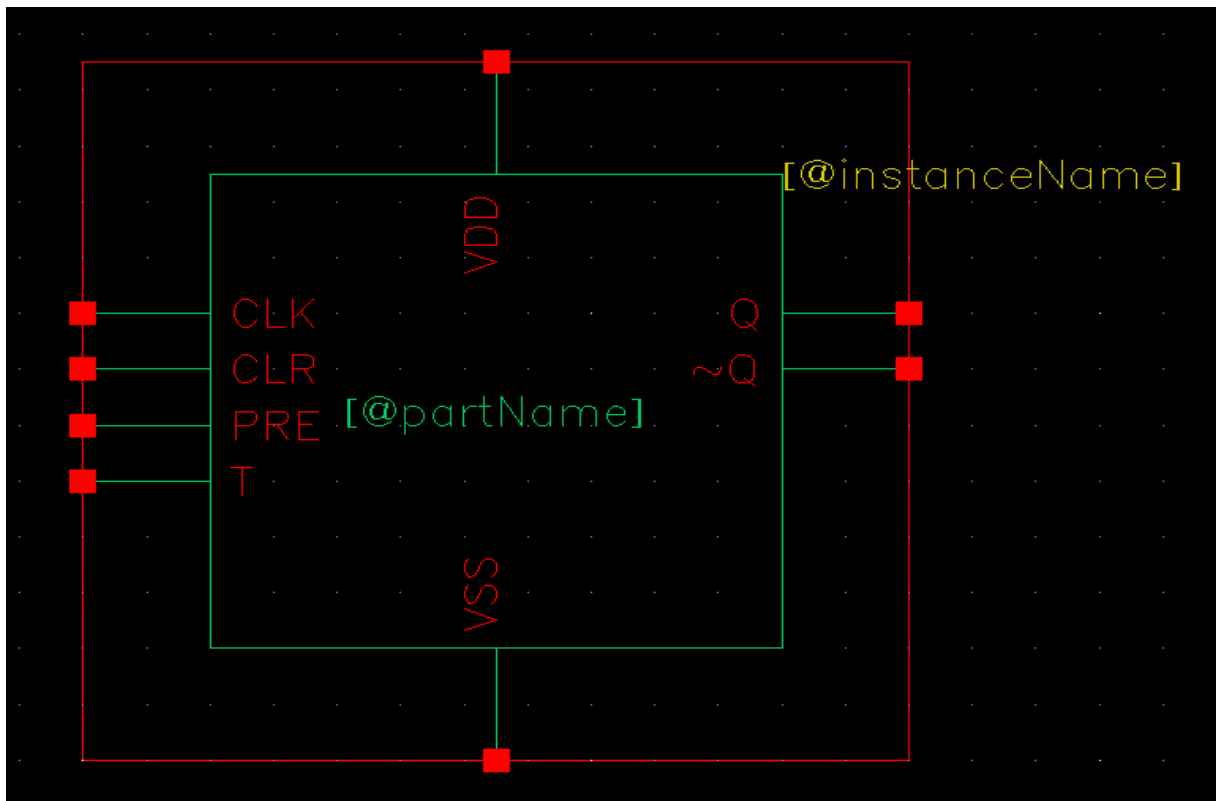 [@instanceName]
VDD
CLK Q
CLR ~Q
PRE [@partName]
T
VSS